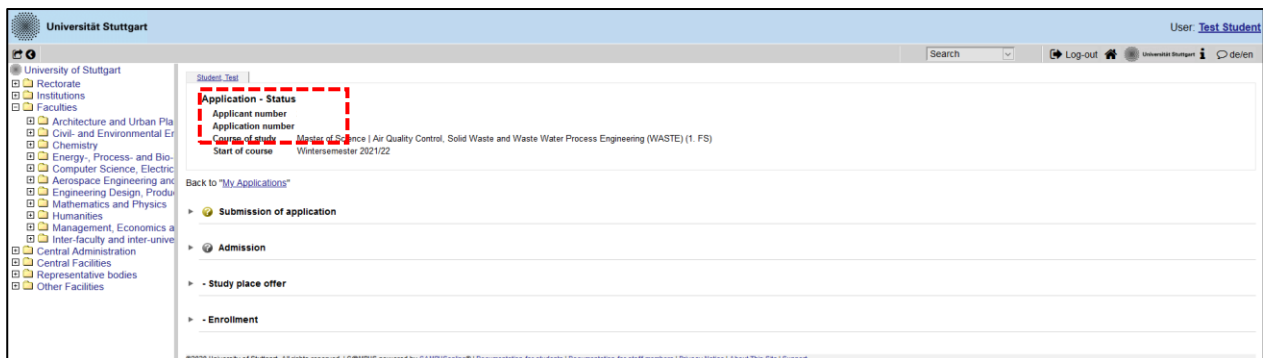 Universität Stuttgart
User: Test Student
Search
Log-out
Universität Stuttgart
de/en
University of Stuttgart
Rectorate
Institutions
Faculties
Architecture and Urban Pla
Civil- and Environmental Er
Chemistry
Energy-, Process- and Bio-
Computer Science, Electric
Aerospace Engineering and
Engineering Design, Produ
Mathematics and Physics
Humanities
Management, Economics a
Inter-faculty and inter-unive
Central Administration
Central Facilities
Representative bodies
Other Facilities
Student, Test
Application - Status
Applicant number
Application number
Course of study Master of Science | Air Quality Control, Solid Waste and Waste Water Process Engineering (WASTE) (1. FS)
Start of course Wintersemester 2021/22
Back to "My Applications"
Submission of application
Admission
- Study place offer
- Enrollment